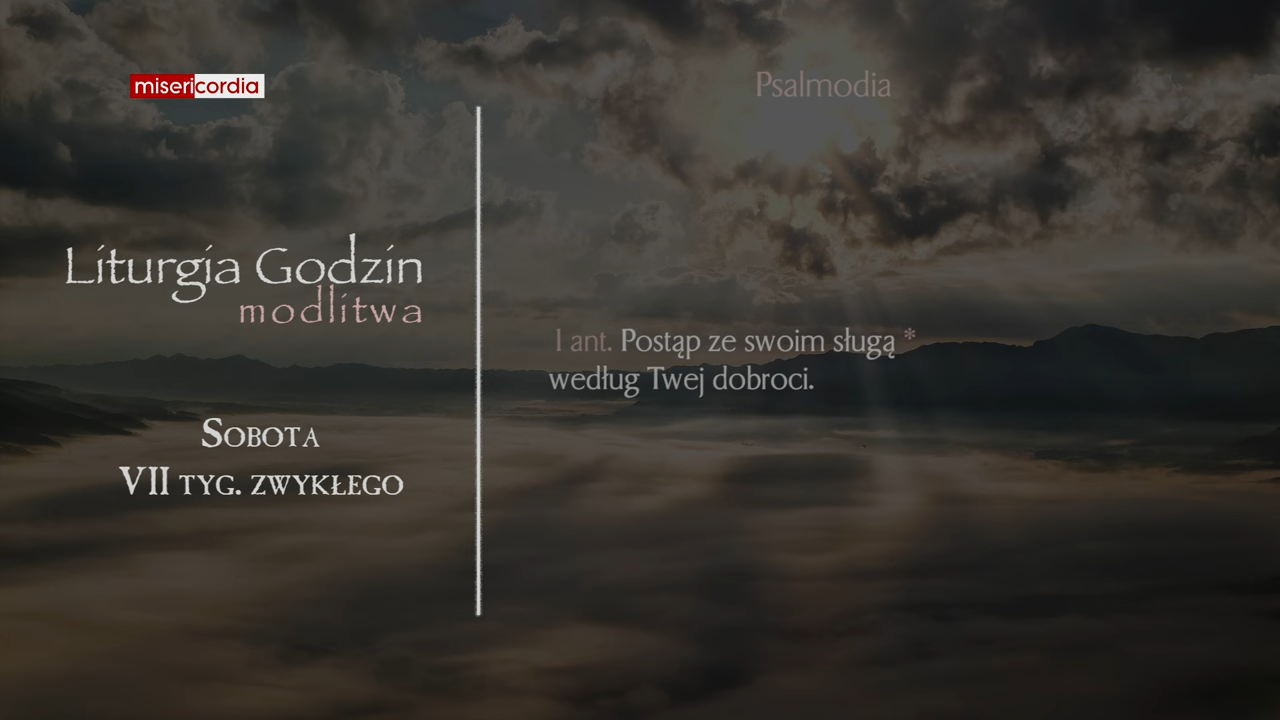 misericordia
Liturgia Godzin
modlitwa
Sobota
VII tyg. zwykłego
Psalmodia
I ant. Postąp ze swoim sługą *
według Twej dobroci.